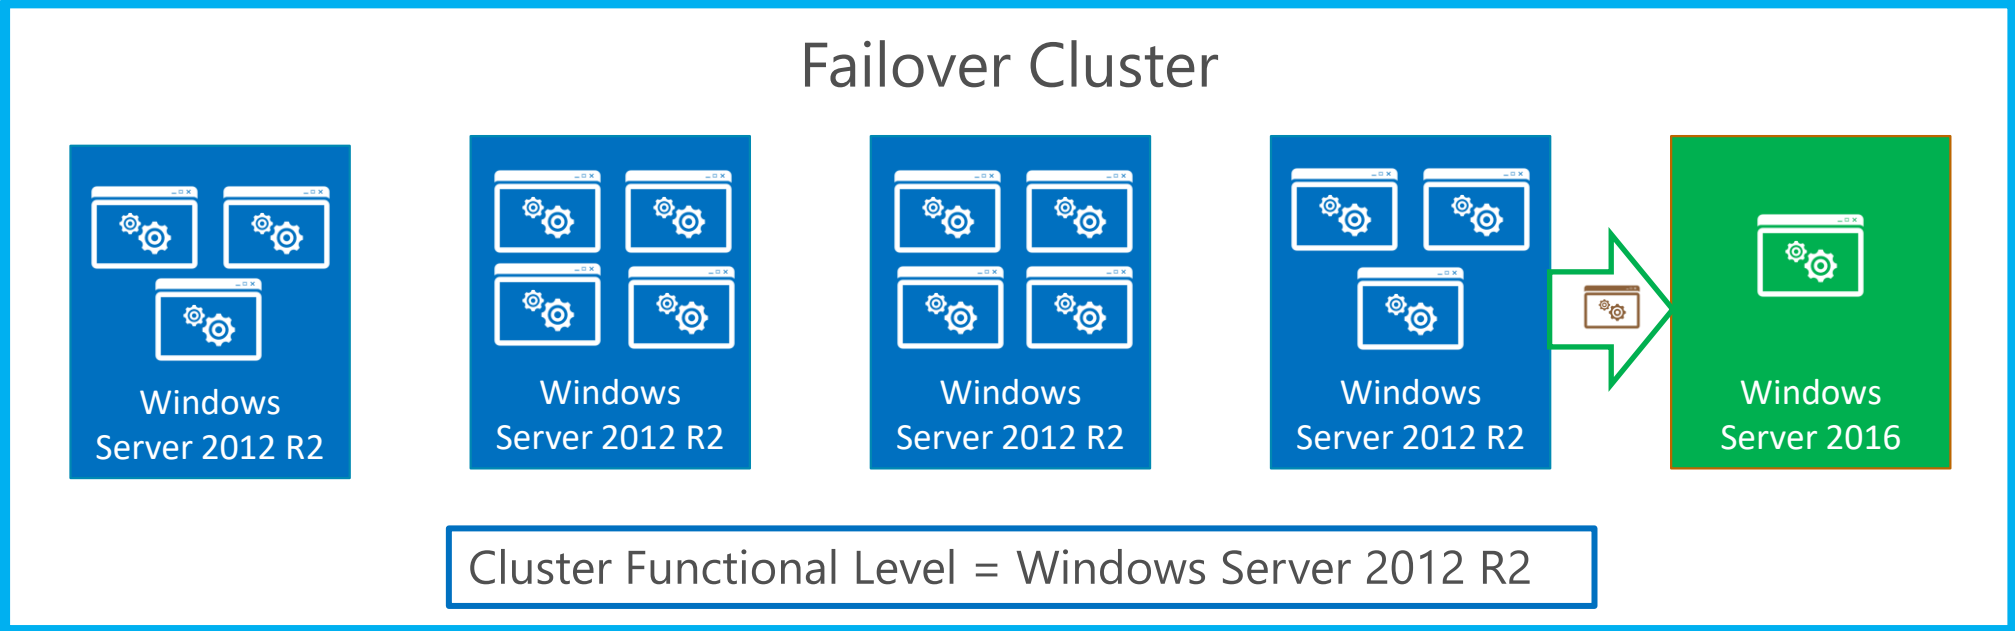 Failover Cluster
Windows
Server 2012 R2
Windows
Server 2012 R2
Windows
Server 2012 R2
Windows
Server 2012 R2
Windows
Server 2016
Cluster Functional Level = Windows Server 2012 R2